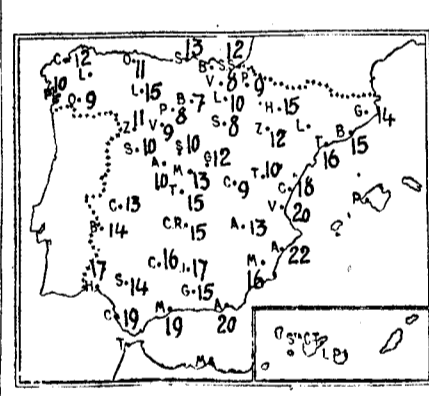 13 12
C. 12 O. 11 S B. S.S
L. V. 8 P. 9
10 O. 9 L. 15 B. 7 L. 10 H. 15 G. 14
P. 8
Z. 11 V. 9 S. 8 Z. 12 L. B. 15
S. 10 S. 10 T. 16
A. 10 M. 13 G. 12 T. 10
T. 15 C. 9 C. 18
C. 13 V. 20 P.
B. 14 C.R. 15 A. 13
A. 22
C. 16 J. 17 M. 16
17 H. S. 14 G. 15
C. 19 M. 19 A. 20
T. M. S.C.T. L.P.